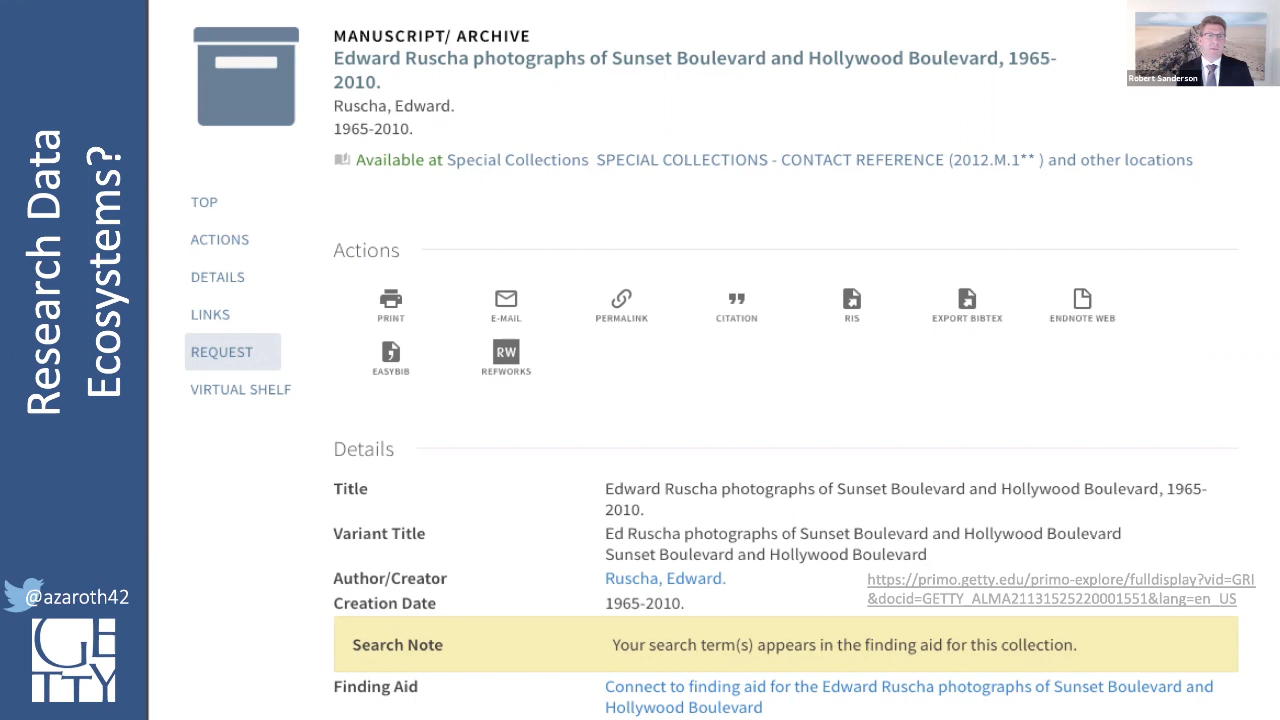 Research Data
Ecosystems?
@azaroth42
GETTY
MANUSCRIPT/ ARCHIVE
Edward Ruscha photographs of Sunset Boulevard and Hollywood Boulevard, 1965-
2010.
Ruscha, Edward.
1965-2010.
Available at Special Collections SPECIAL COLLECTIONS - CONTACT REFERENCE (2012.M.1** ) and other locations
Robert Sanderson
TOP
ACTIONS
DETAILS
LINKS
REQUEST
VIRTUAL SHELF
Actions
PRINT
E-MAIL
PERMALINK
CITATION
RIS
EXPORT BIBTEX
ENDNOTE WEB
EASYBIB
RW
REFWORKS
Details
Title Edward Ruscha photographs of Sunset Boulevard and Hollywood Boulevard, 1965-
2010.
Variant Title Ed Ruscha photographs of Sunset Boulevard and Hollywood Boulevard
Sunset Boulevard and Hollywood Boulevard
Author/Creator Ruscha, Edward.
Creation Date 1965-2010.
https://primo.getty.edu/primo-explore/fulldisplay?vid=GRI
&docid=GETTY_ALMA21131525220001551&lang=en_US
Search Note Your search term(s) appears in the finding aid for this collection.
Finding Aid Connect to finding aid for the Edward Ruscha photographs of Sunset Boulevard and
Hollywood Boulevard